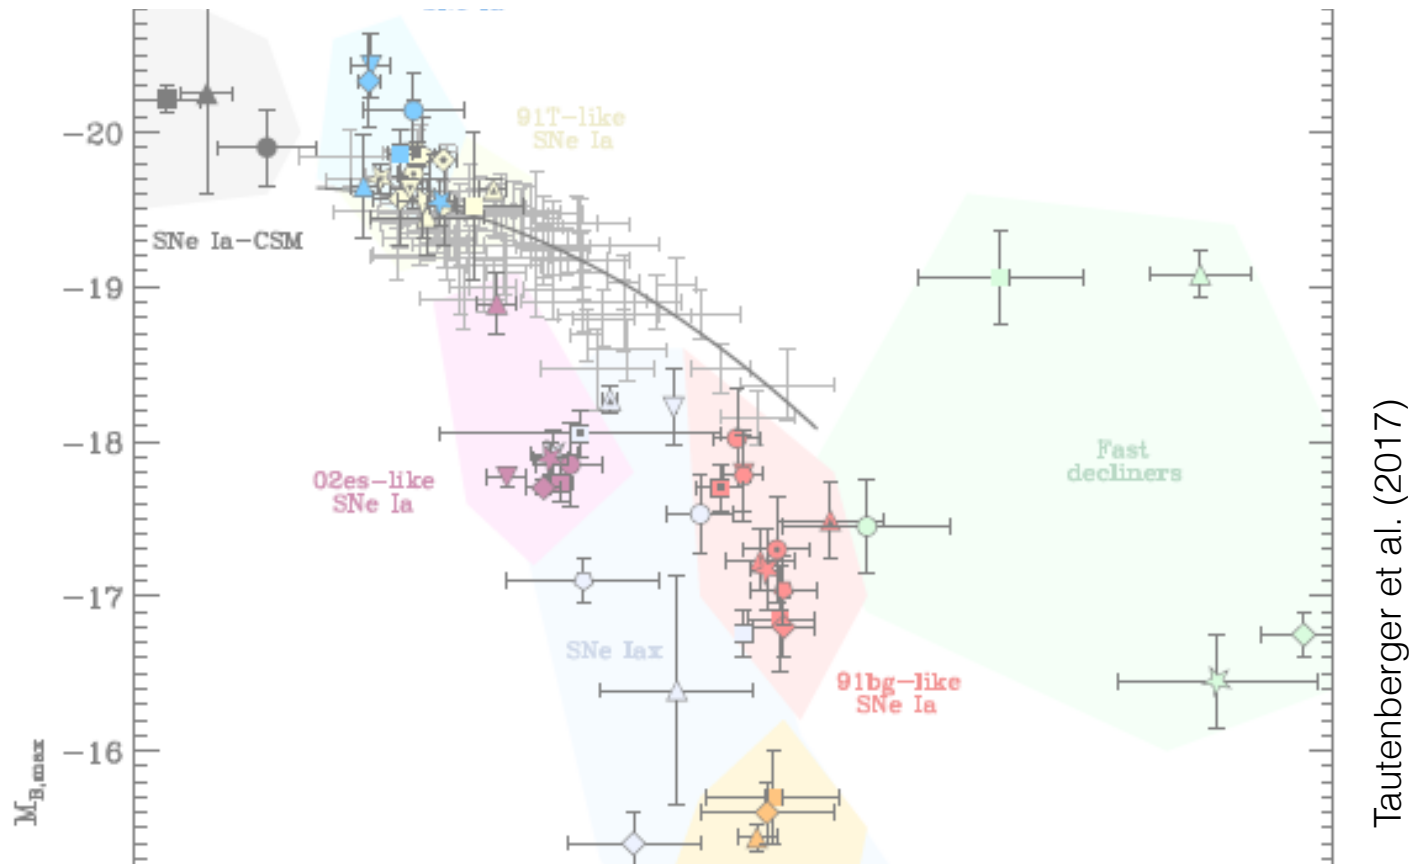 91T-like
SNe Ia
-20
SNe Ia-CSM
-19
-18
Fast
decliners
02es-like
SNe Ia
-17
SNe Iax
91bg-like
SNe Ia
-16
M_B,max
Tautenberger et al. (2017)